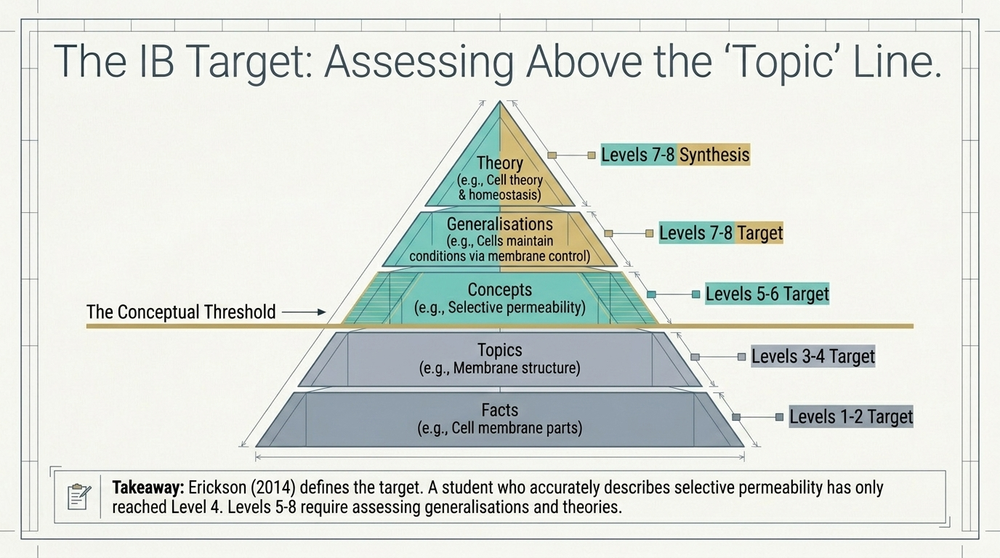 The IB Target: Assessing Above the ‘Topic’ Line.
Theory
(e.g., Cell theory
& homeostasis)
Levels 7-8 Synthesis
Generalisations
(e.g., Cells maintain
conditions via membrane control)
Levels 7-8 Target
Concepts
(e.g., Selective permeability)
Levels 5-6 Target
The Conceptual Threshold
Topics
(e.g., Membrane structure)
Levels 3-4 Target
Facts
(e.g., Cell membrane parts)
Levels 1-2 Target
Takeaway: Erickson (2014) defines the target. A student who accurately describes selective permeability has only
reached Level 4. Levels 5-8 require assessing generalisations and theories.